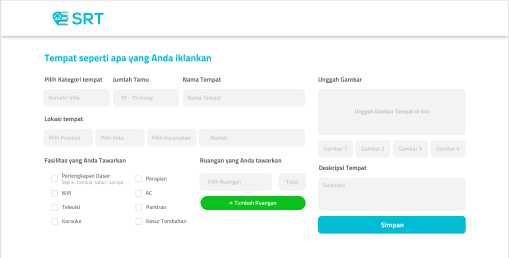 SRT
Tempat seperti apa yang Anda iklankan
Pilih Kategori tempat
Jumlah Tamu
Nama Tempat
Rumah/ Villa
10 - 15 orang
Nama Tempat
Lokasi tempat
Pilih Provinsi
Pilih Kota
Pilih Kecamatan
Alamat
Fasilitas yang Anda Tawarkan
Perlengkapan Dasar
Seprai, handuk, sabun, sampo
Wifi
Televisi
Karaoke
Perapian
AC
Parkiran
Kasur Tambahan
Ruangan yang Anda tawarkan
Pilih Ruangan
Total
+ Tambah Ruangan
Unggah Gambar
Unggah Gambar Tempat di sini
Gambar 1
Gambar 2
Gambar 3
Gambar 4
Deskripsi Tempat
Deskripsi
Simpan